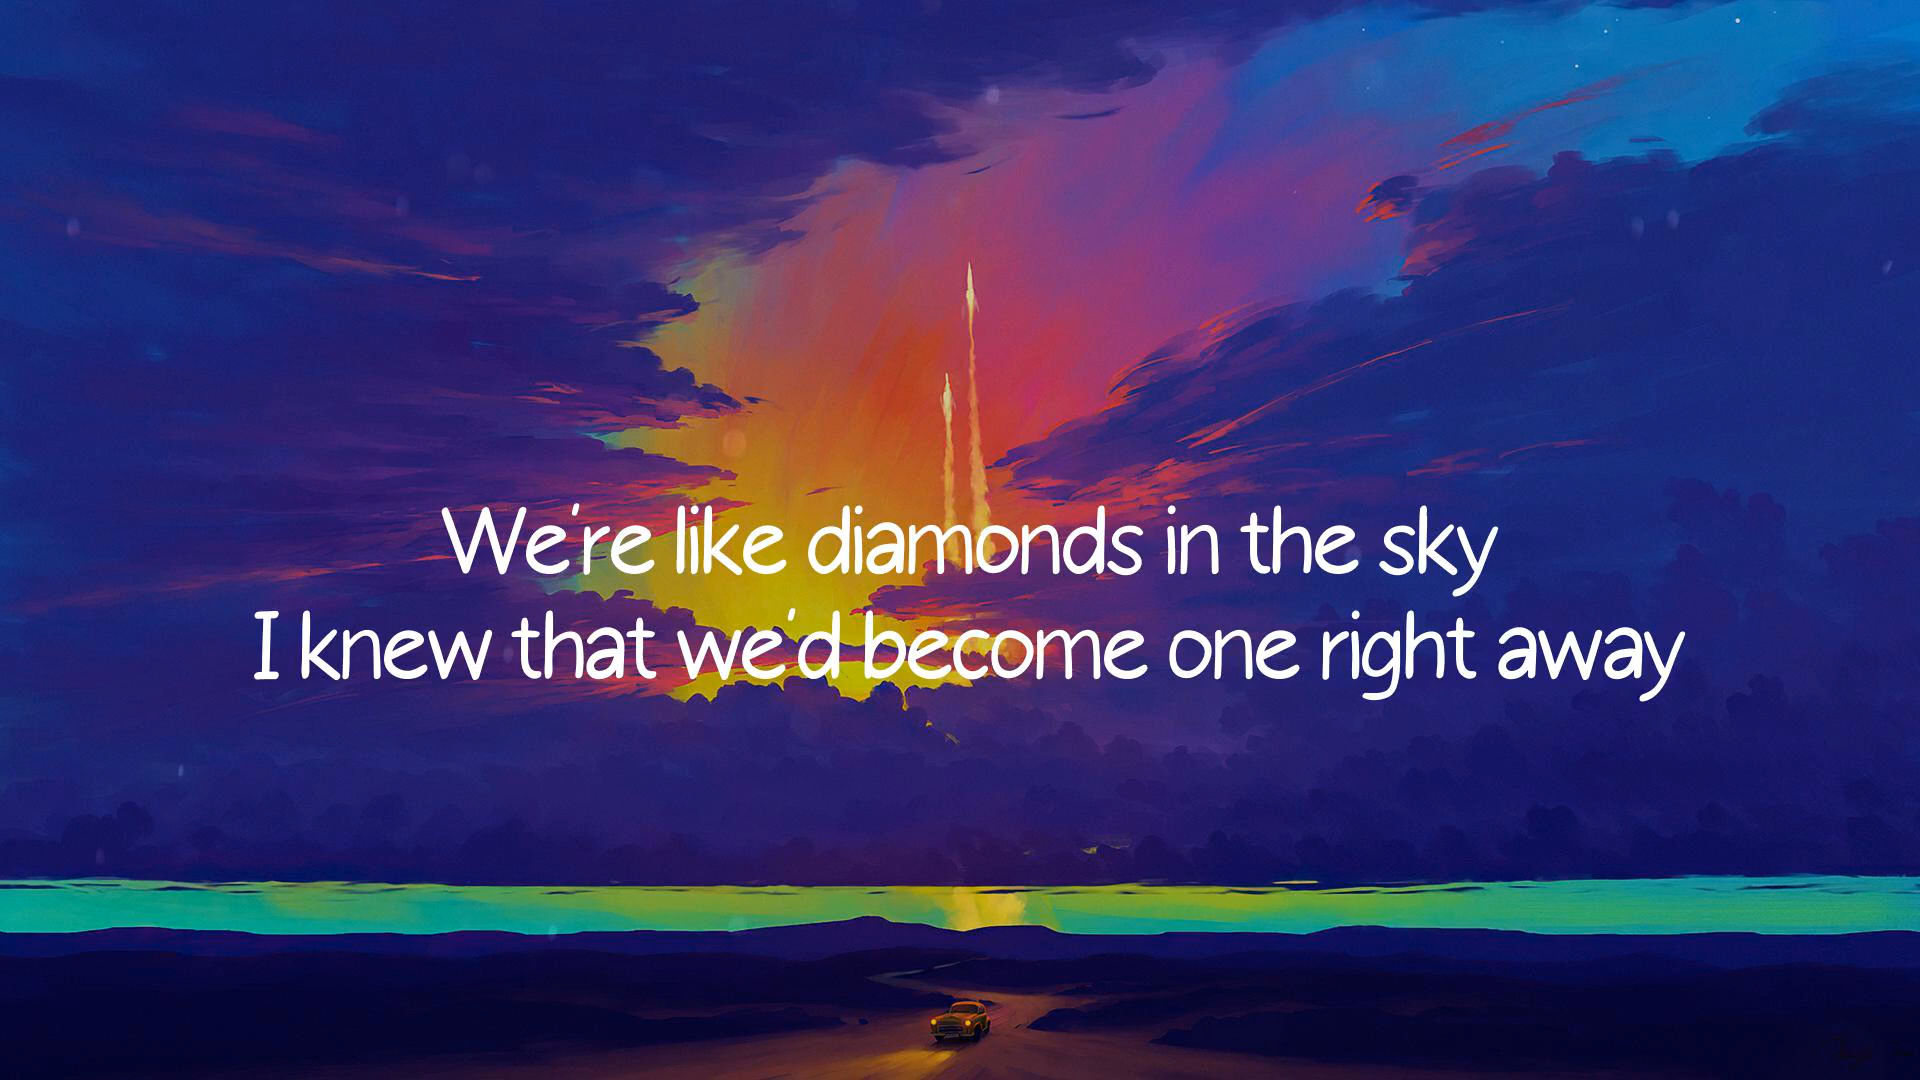 We're like diamonds in the sky
I knew that we'd become one right away